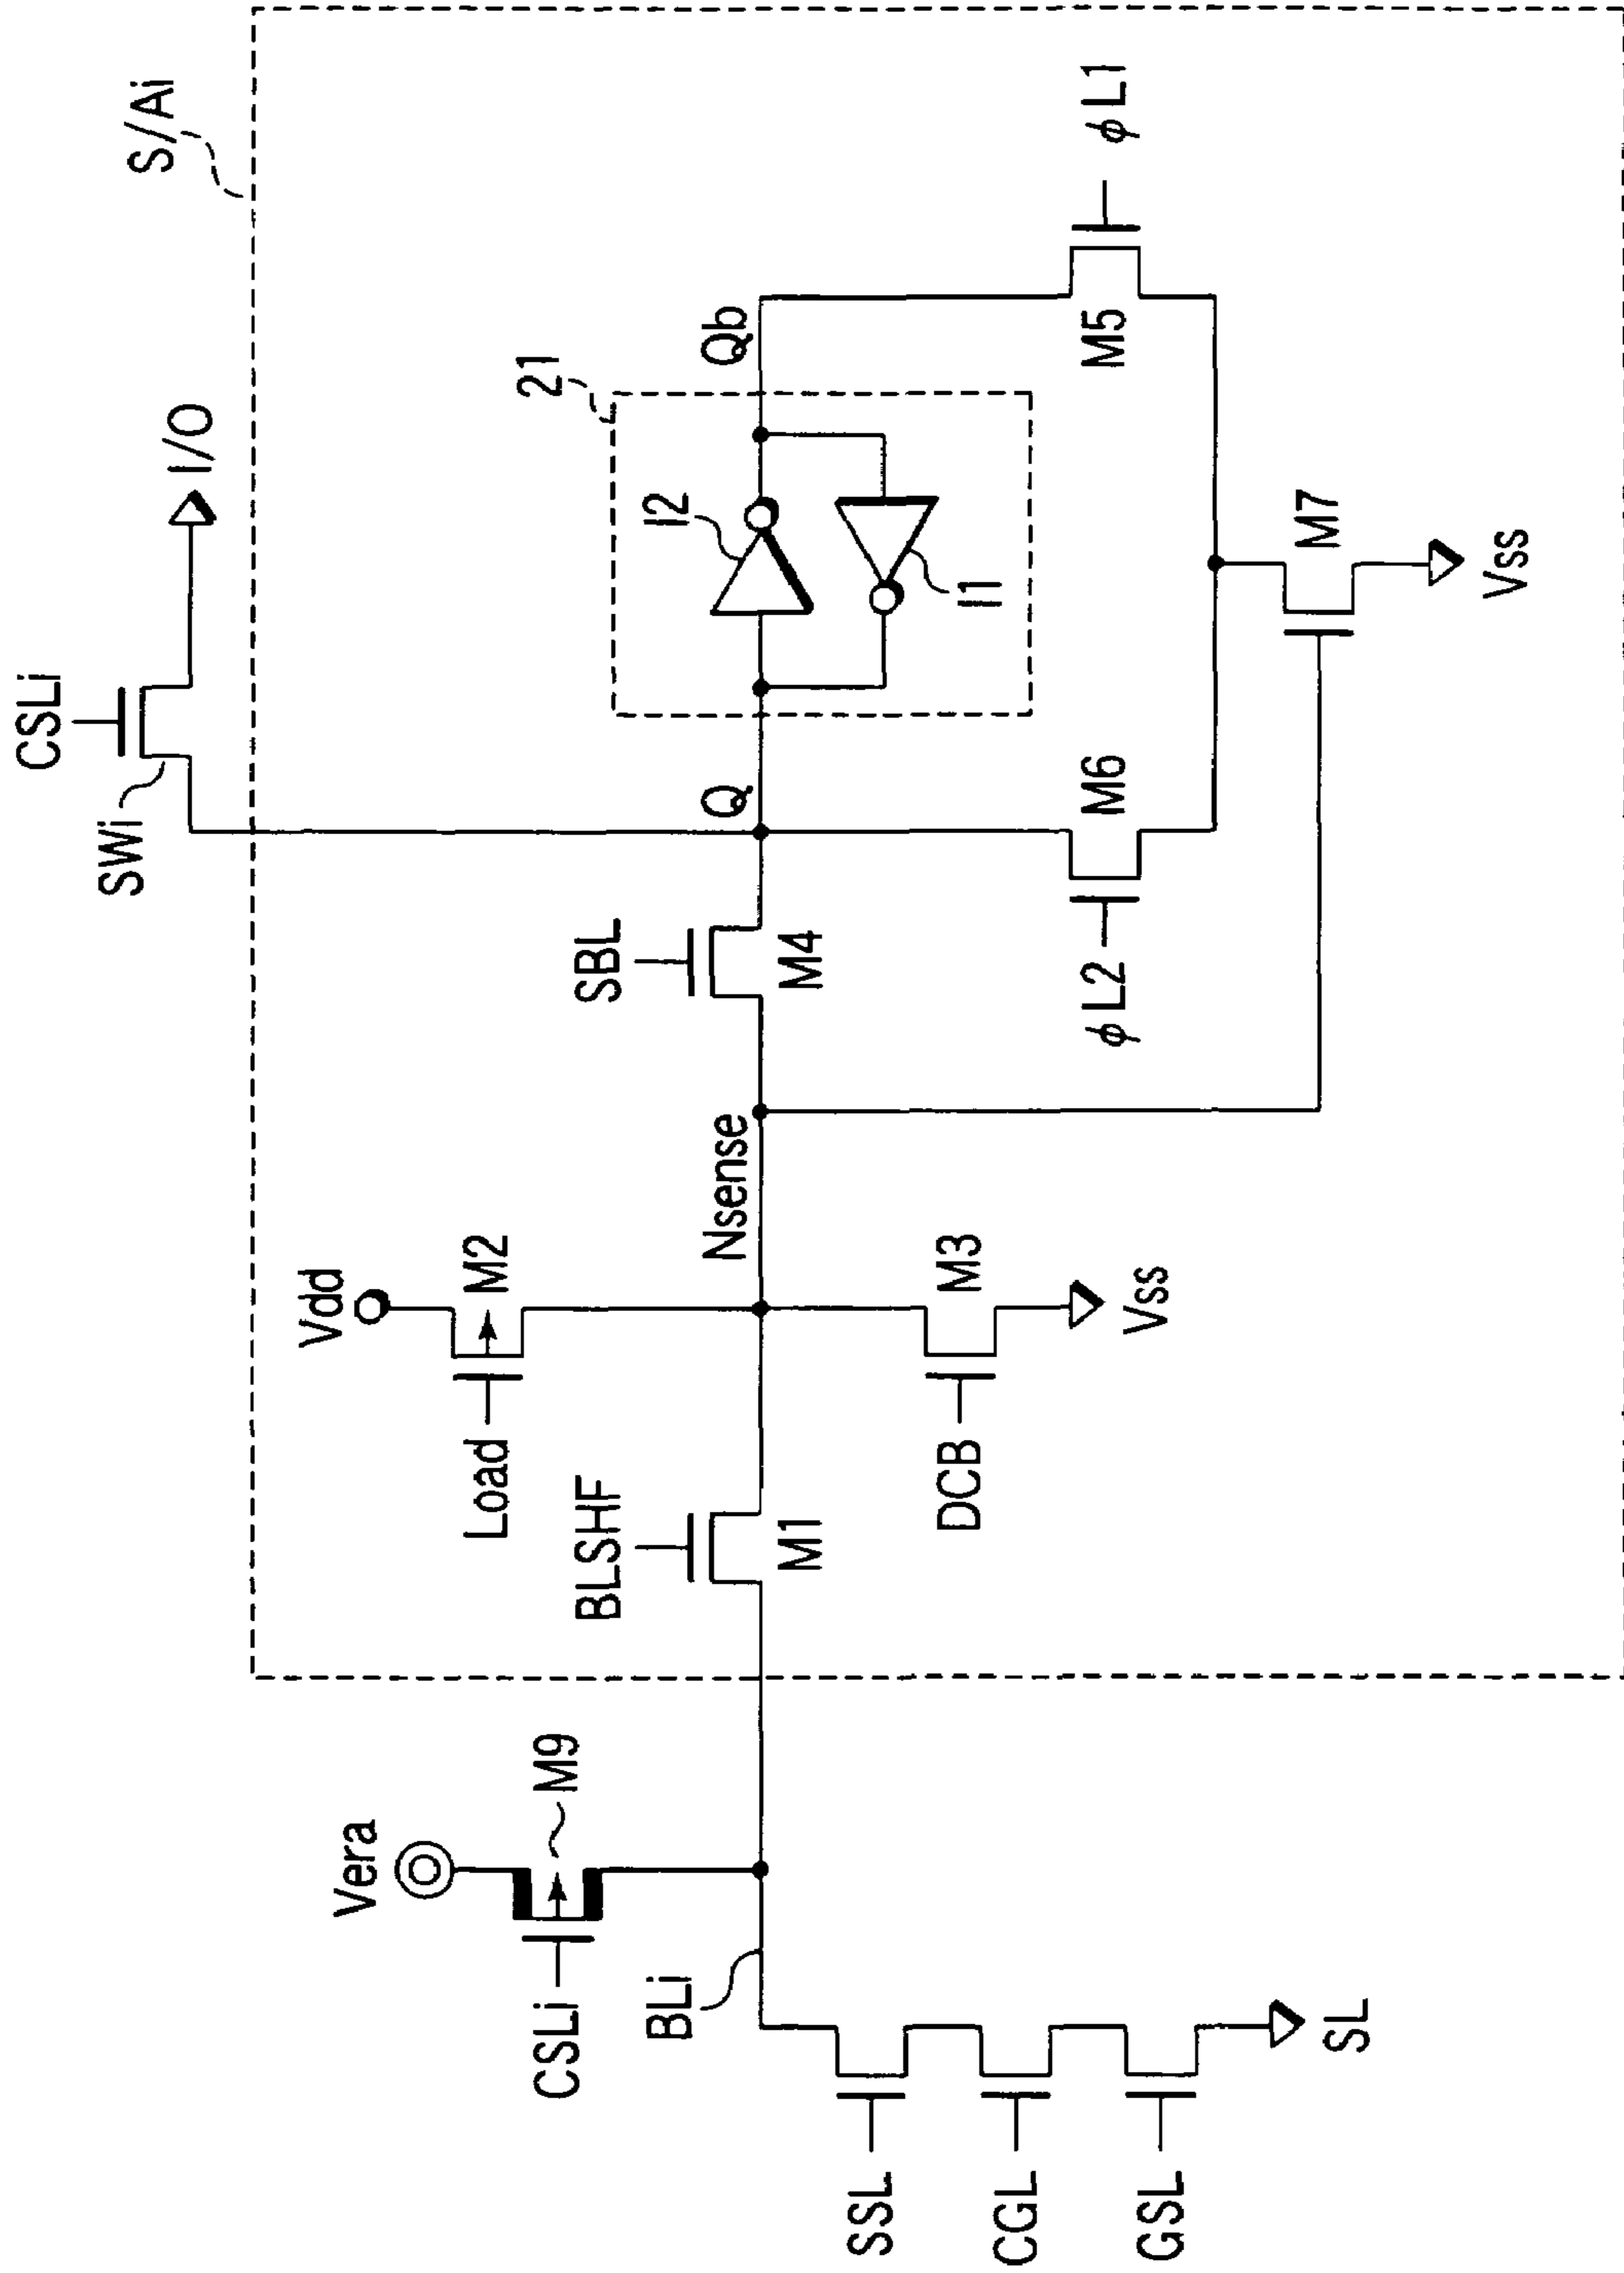 CSLi
SWi
I/O
S/Ai
Vera
M9
CSLi
BLi
SSL
CGL
GSL
SL
Vdd
Load
M2
BLSHF
M1
Nsense
DCB
M3
Vss
SBL
M4
Q
21
I2
I1
Qb
φL2
M6
M5
φL1
M7
Vss